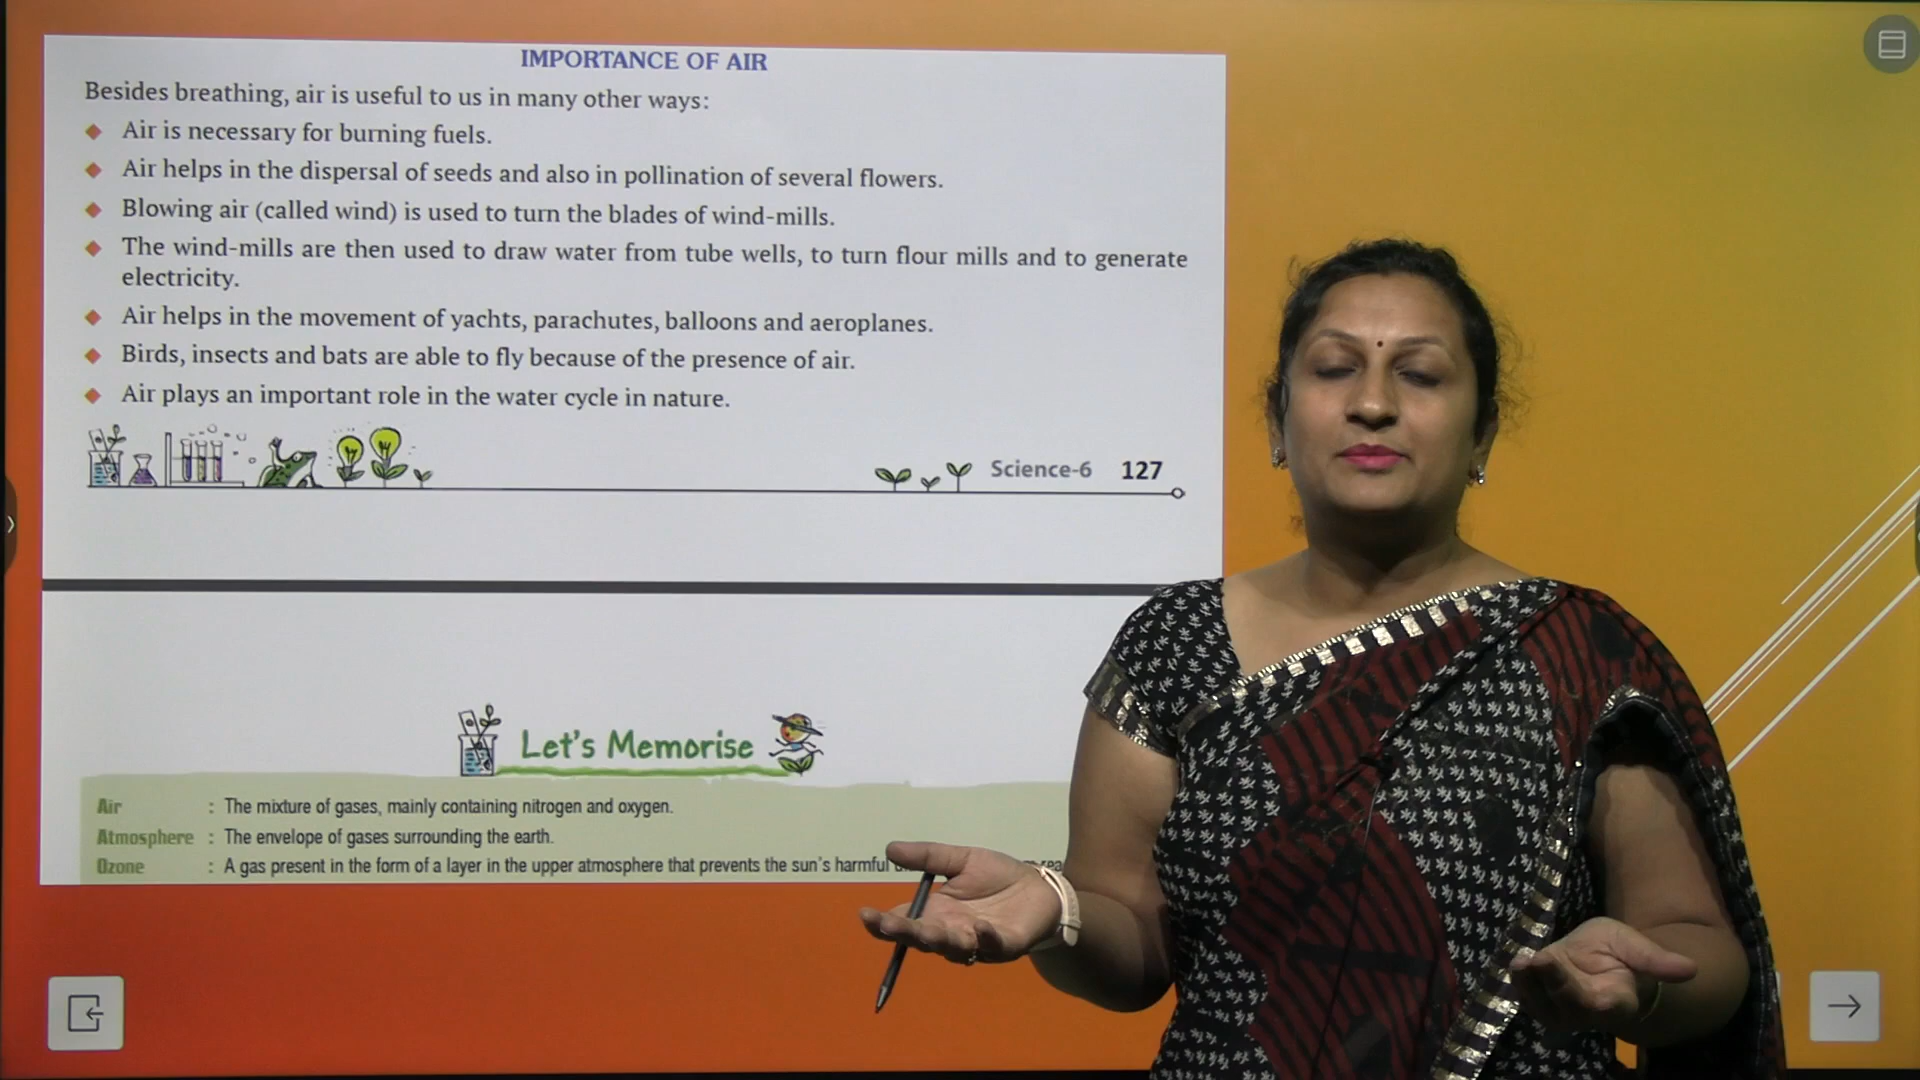 IMPORTANCE OF AIR
Besides breathing, air is useful to us in many other ways:
Air is necessary for burning fuels.
Air helps in the dispersal of seeds and also in pollination of several flowers.
Blowing air (called wind) is used to turn the blades of wind-mills.
The wind-mills are then used to draw water from tube wells, to turn flour mills and to generate
electricity.
Air helps in the movement of yachts, parachutes, balloons and aeroplanes.
Birds, insects and bats are able to fly because of the presence of air.
Air plays an important role in the water cycle in nature.
Science-6 127
Let's Memorise
Air : The mixture of gases, mainly containing nitrogen and oxygen.
Atmosphere : The envelope of gases surrounding the earth.
Ozone : A gas present in the form of a layer in the upper atmosphere that prevents the sun's harmful